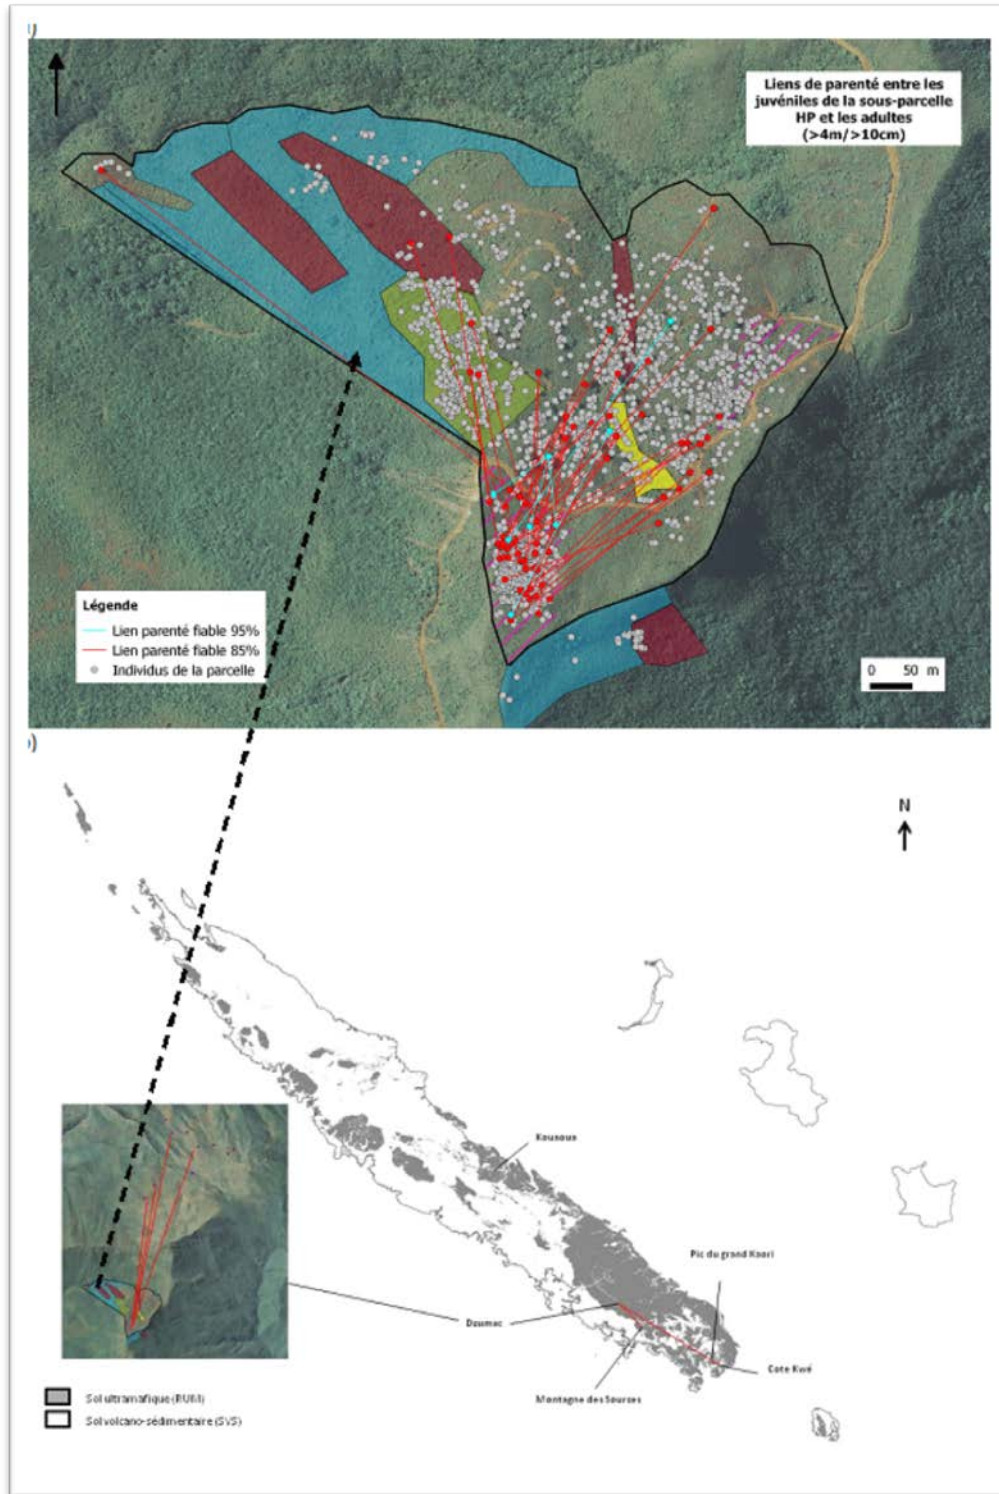 Liens de parenté entre les
juvéniles de la sous-parcelle
HP et les adultes
(>4m/>10cm)
Légende
Lien parenté fiable 95%
Lien parenté fiable 85%
Individus de la parcelle
0 50 m
N
Kouaoua
Pic du grand Kaori
Dzumac
Cote Kwé
Montagne des Sources
Sol ultramafique (RUM)
Sol volcano-sédimentaire (SVS)